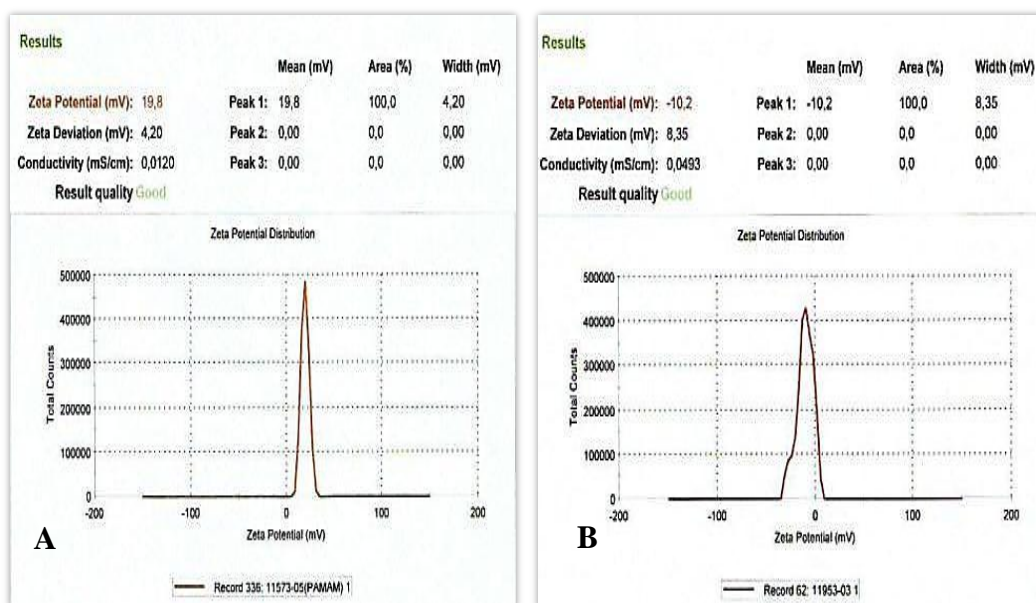 Results
Mean (mV) Area (%) Width (mV)
Zeta Potential (mV): 19,8 Peak 1: 19,8 100,0 4,20
Zeta Deviation (mV): 4,20 Peak 2: 0,00 0,0 0,00
Conductivity (mS/cm): 0,0120 Peak 3: 0,00 0,0 0,00
Result quality Good
Zeta Potential Distribution
500000
400000
300000
200000
100000
0
Total Counts
-200 -100 0 100 200
Zeta Potential (mV)
A
Record 336: 11573-05(PAMAM) 1
Results
Mean (mV) Area (%) Width (mV)
Zeta Potential (mV): -10,2 Peak 1: -10,2 100,0 8,35
Zeta Deviation (mV): 8,35 Peak 2: 0,00 0,0 0,00
Conductivity (mS/cm): 0,0493 Peak 3: 0,00 0,0 0,00
Result quality Good
Zeta Potential Distribution
500000
400000
300000
200000
100000
0
Total Counts
-200 -100 0 100 200
Zeta Potential (mV)
B
Record 62: 11953-03 1